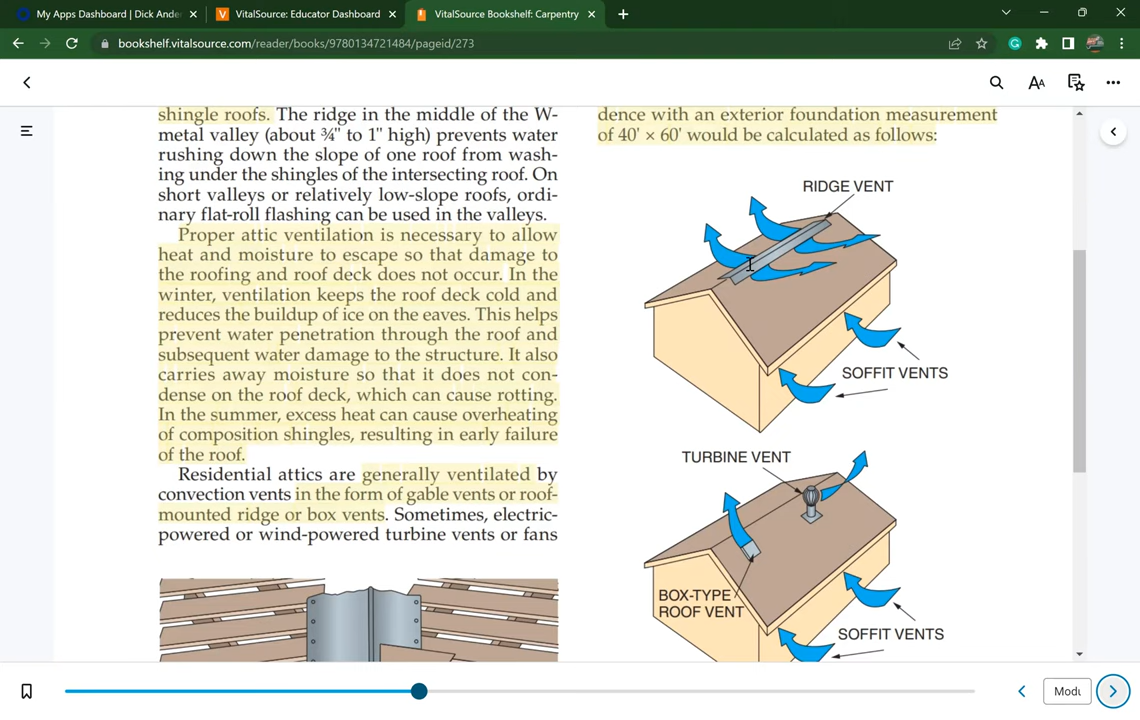 My Apps Dashboard | Dick Ander
VitalSource: Educator Dashboard
VitalSource Bookshelf: Carpentry
bookshelf.vitalsource.com/reader/books/9780134721484/pageid/273
shingle roofs. The ridge in the middle of the W-
metal valley (about ¾" to 1" high) prevents water
rushing down the slope of one roof from wash-
ing under the shingles of the intersecting roof. On
short valleys or relatively low-slope roofs, ordi-
nary flat-roll flashing can be used in the valleys.
Proper attic ventilation is necessary to allow
heat and moisture to escape so that damage to
the roofing and roof deck does not occur. In the
winter, ventilation keeps the roof deck cold and
reduces the buildup of ice on the eaves. This helps
prevent water penetration through the roof and
subsequent water damage to the structure. It also
carries away moisture so that it does not con-
dense on the roof deck, which can cause rotting.
In the summer, excess heat can cause overheating
of composition shingles, resulting in early failure
of the roof.
Residential attics are generally ventilated by
convection vents in the form of gable vents or roof-
mounted ridge or box vents. Sometimes, electric-
powered or wind-powered turbine vents or fans
dence with an exterior foundation measurement
of 40' × 60' would be calculated as follows:
RIDGE VENT
SOFFIT VENTS
TURBINE VENT
BOX-TYPE
ROOF VENT
SOFFIT VENTS
Modu